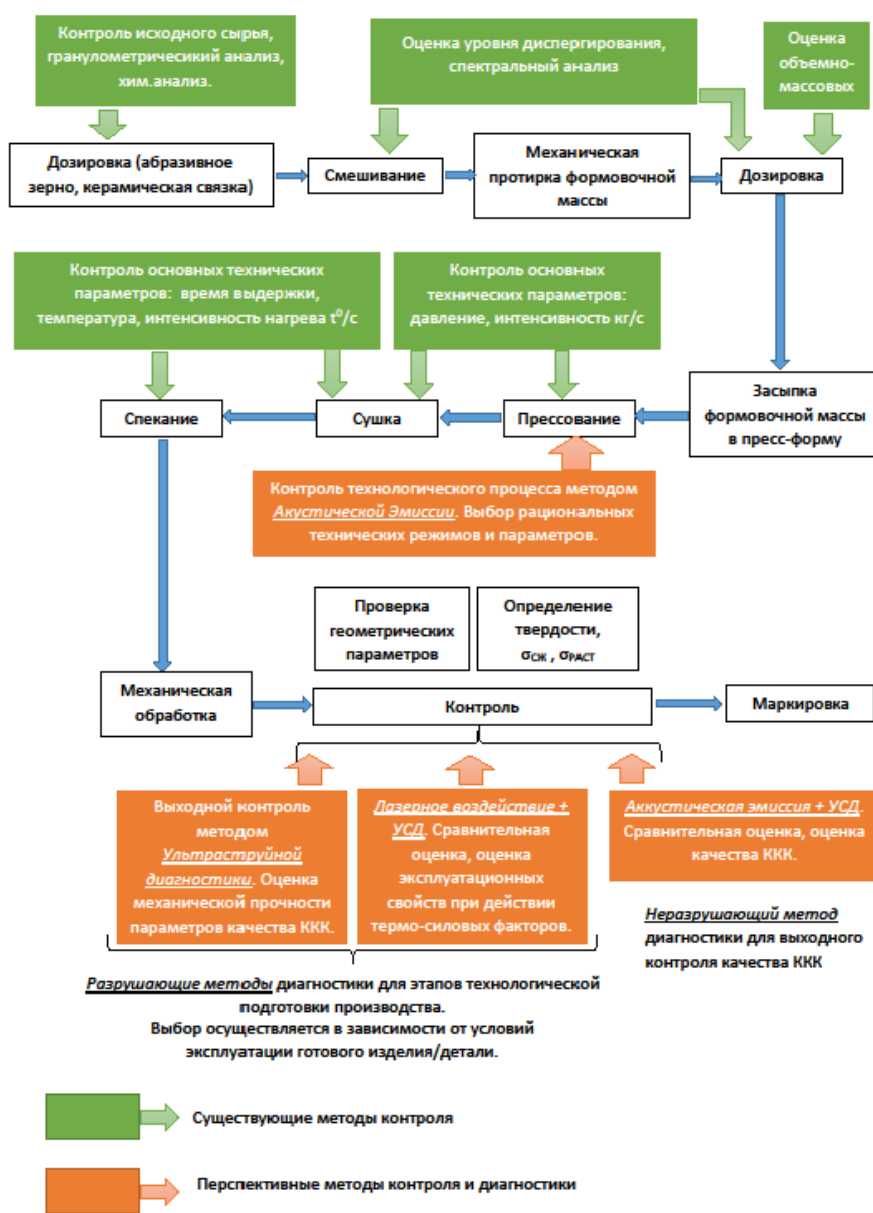 Контроль исходного сырья,
гранулометричесикий анализ,
хим.анализ.
Оценка уровня диспергирования,
спектральный анализ
Оценка
объемно-
массовых
Дозировка (абразивное
зерно, керамическая связка)
Смешивание
Механическая
протирка формовочной
массы
Дозировка
Контроль основных технических
параметров: время выдержки,
температура, интенсивность нагрева t⁰/с
Контроль основных
технических параметров:
давление, интенсивность кг/с
Спекание
Сушка
Прессование
Засыпка
формовочной массы
в пресс-форму
Контроль технологического процесса методом
Акустической Эмиссии. Выбор рациональных
технических режимов и параметров.
Проверка
геометрических
параметров
Определение
твердости,
σСЖ , σРАСТ
Механическая
обработка
Контроль
Маркировка
Выходной контроль
методом
Ультраструйной
диагностики. Оценка
механической прочности
параметров качества ККК.
Лазерное воздействие +
УСД. Сравнительная
оценка, оценка
эксплуатационных
свойств при действии
термо-силовых факторов.
Аккустическая эмиссия + УСД.
Сравнительная оценка, оценка
качества ККК.
Неразрушающий метод
диагностики для выходного
контроля качества ККК
Разрушающие методы диагностики для этапов технологической
подготовки производства.
Выбор осуществляется в зависимости от условий
эксплуатации готового изделия/детали.
Существующие методы контроля
Перспективные методы контроля и диагностики